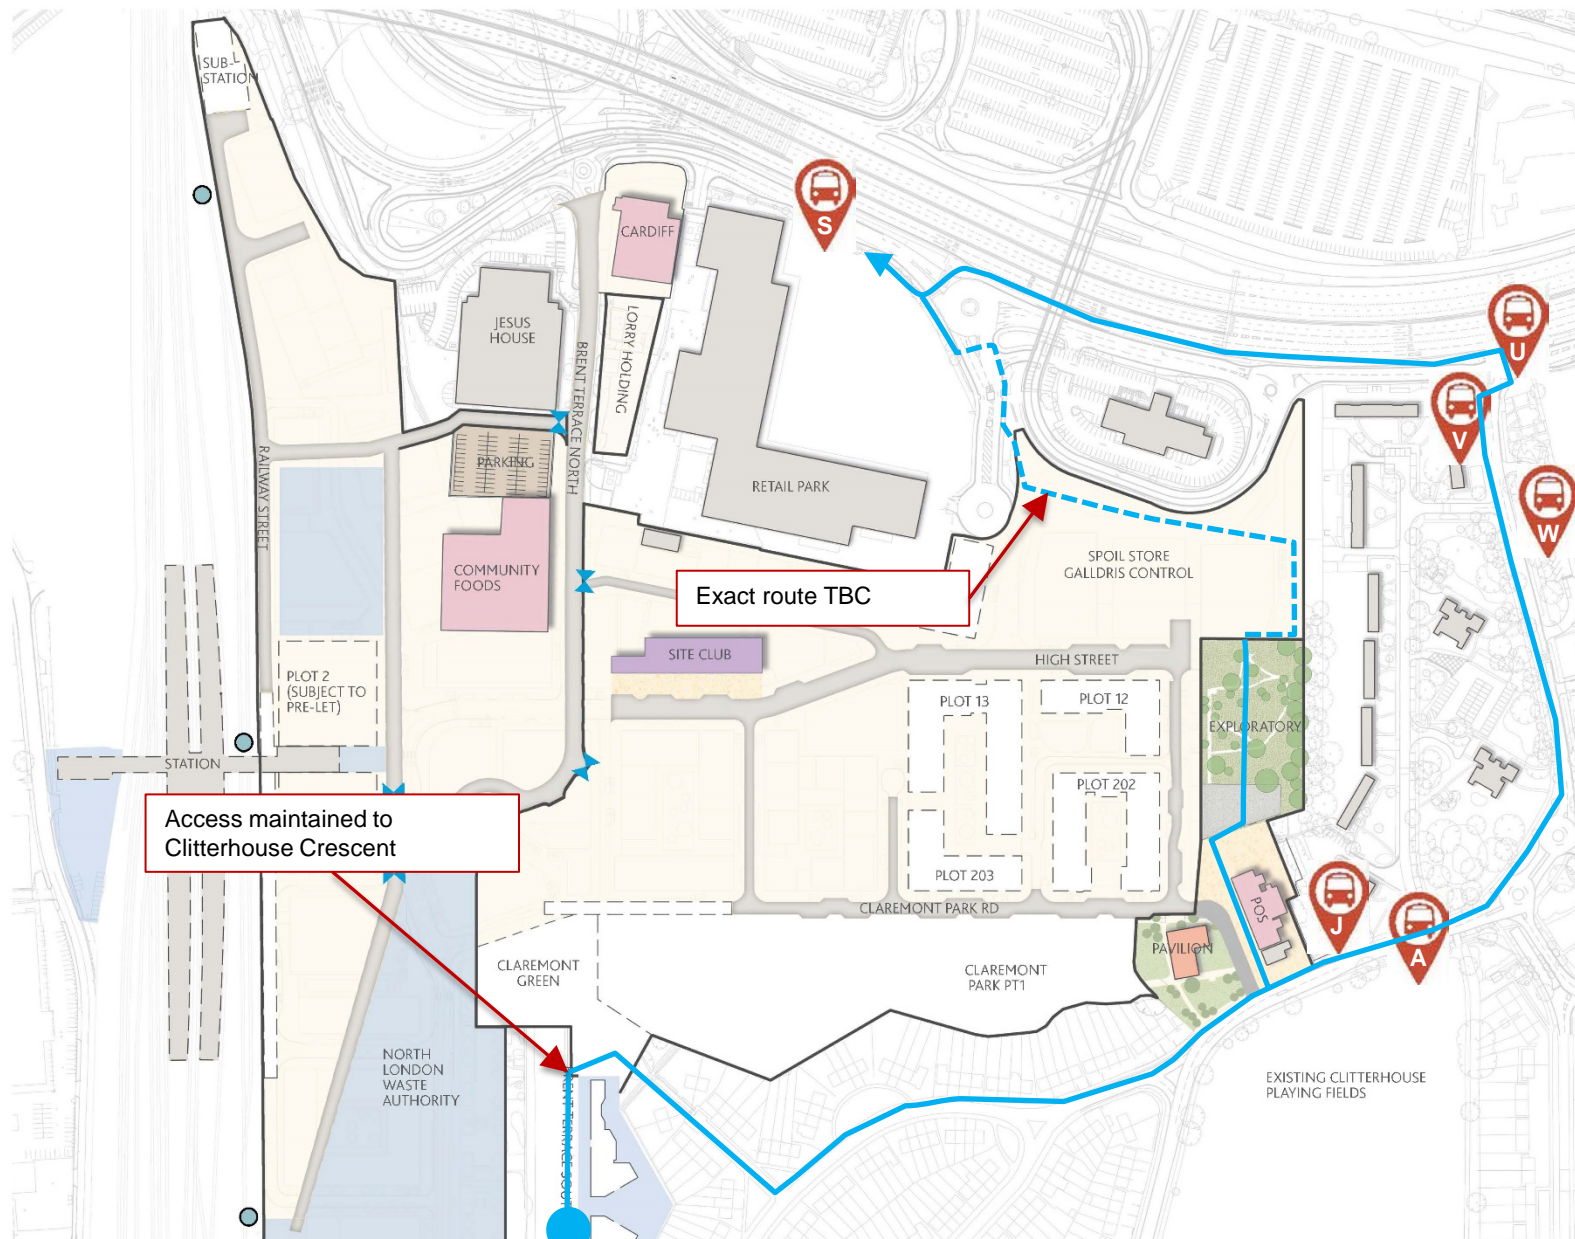 SUB-
STATION
S
CARDIFF
JESUS
HOUSE
LORRY HOLDING
BRENT TERRACE NORTH
U
V
W
RAILWAY STREET
PARKING
RETAIL PARK
COMMUNITY
FOODS
SPOIL STORE
GALLDRIS CONTROL
Exact route TBC
SITE CLUB
HIGH STREET
PLOT 2
(SUBJECT TO
PRE-LET)
PLOT 13
PLOT 12
EXPLORATORY
STATION
PLOT 202
Access maintained to
Clitterhouse Crescent
PLOT 203
CLAREMONT PARK RD
POS
J
A
PAVILION
CLAREMONT
GREEN
CLAREMONT
PARK PT1
NORTH
LONDON
WASTE
AUTHORITY
BRENT TERRACE SOUTH
EXISTING CLITTERHOUSE
PLAYING FIELDS